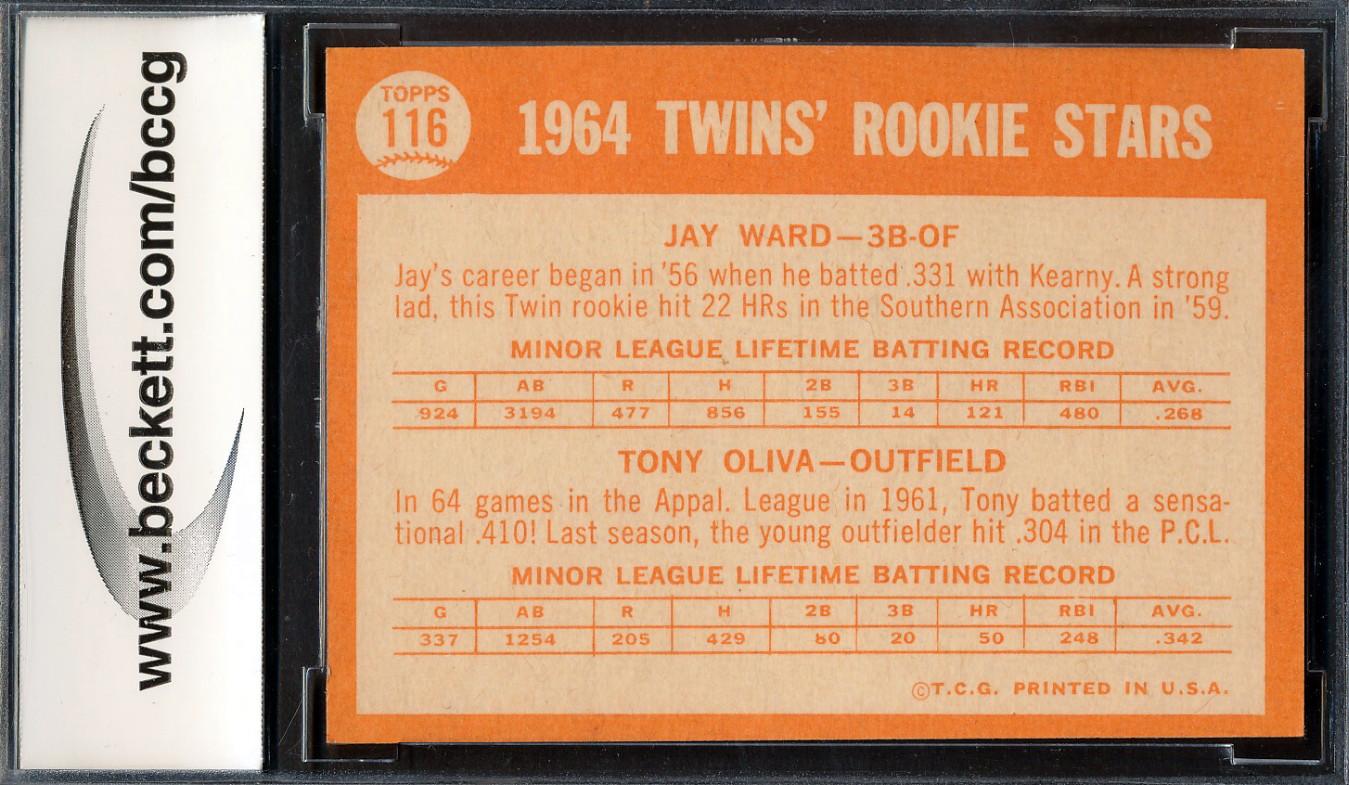 www.beckett.com/bccg
TOPPS
116
1964 TWINS' ROOKIE STARS
JAY WARD—3B-OF
Jay's career began in '56 when he batted .331 with Kearny. A strong
lad, this Twin rookie hit 22 HRs in the Southern Association in '59.
MINOR LEAGUE LIFETIME BATTING RECORD
G AB R H 2B 3B HR RBI AVG.
924 3194 477 856 155 14 121 480 .268
TONY OLIVA—OUTFIELD
In 64 games in the Appal. League in 1961, Tony batted a sensa-
tional .410! Last season, the young outfielder hit .304 in the P.C.L.
MINOR LEAGUE LIFETIME BATTING RECORD
G AB R H 2B 3B HR RBI AVG.
337 1254 205 429 80 20 50 248 .342
©T.C.G. PRINTED IN U.S.A.